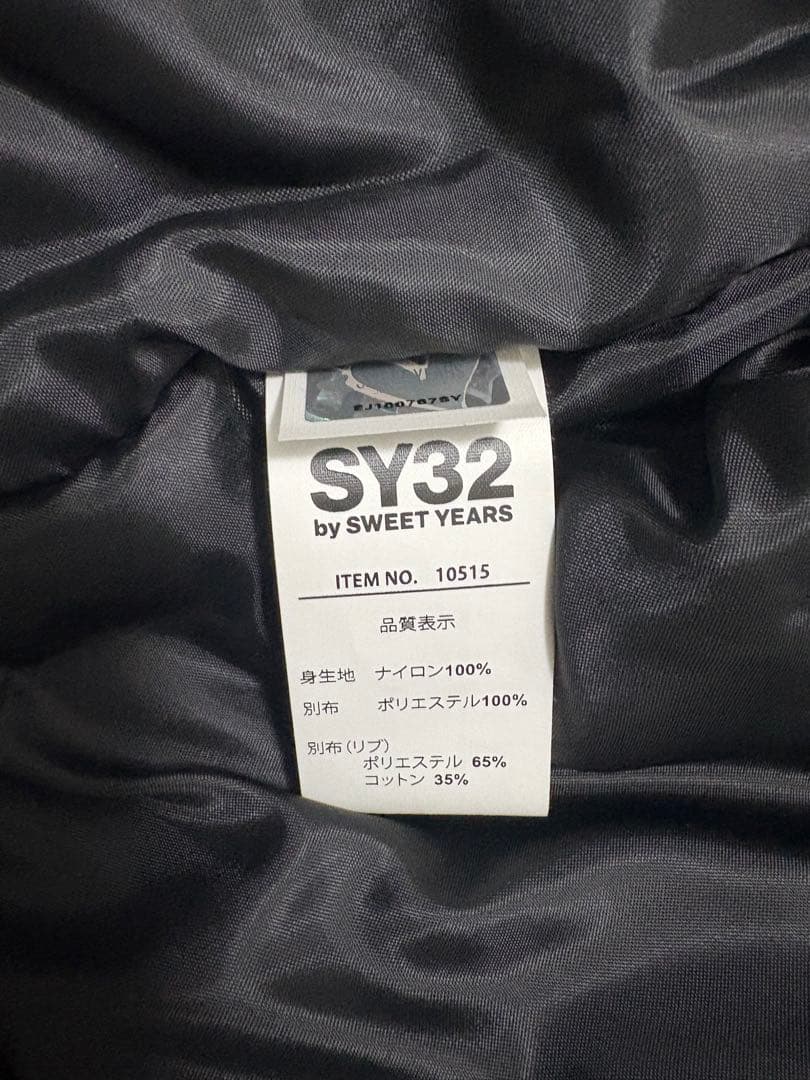 SY32
by SWEET YEARS
ITEM NO. 10515
品質表示
身生地 ナイロン100%
別布 ポリエステル100%
別布(リブ)
ポリエステル 65%
コットン 35%